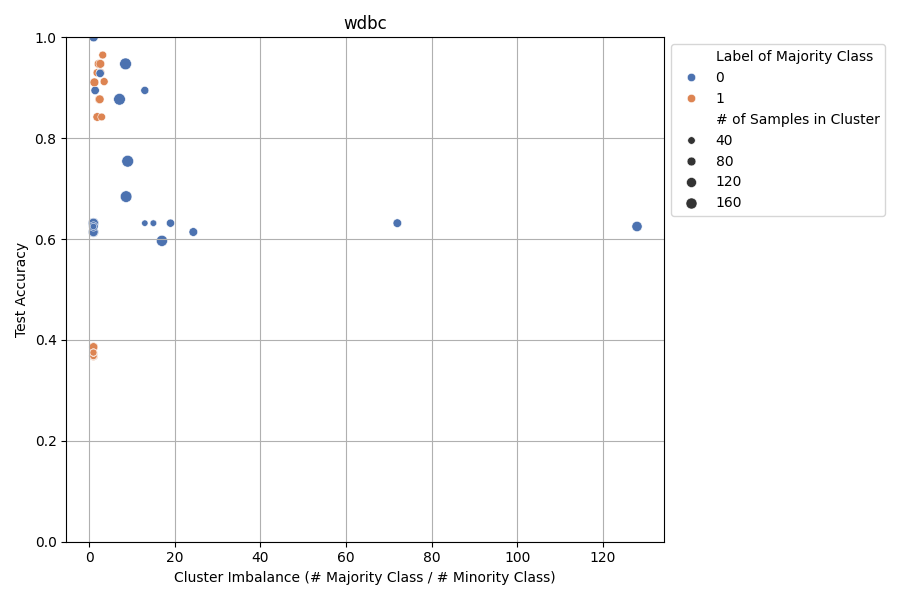 wdbc
1.0
0.8
0.6
0.4
0.2
0.0
Test Accuracy
0 20 40 60 80 100 120
Cluster Imbalance (# Majority Class / # Minority Class)
Label of Majority Class
0
1
# of Samples in Cluster
40
80
120
160